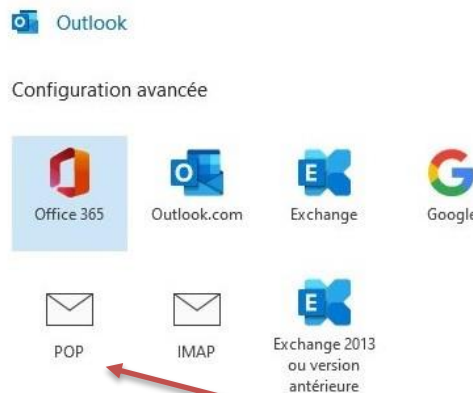 Outlook
Configuration avancée
Office 365
Outlook.com
Exchange
Google
POP
IMAP
Exchange 2013
ou version
antérieure